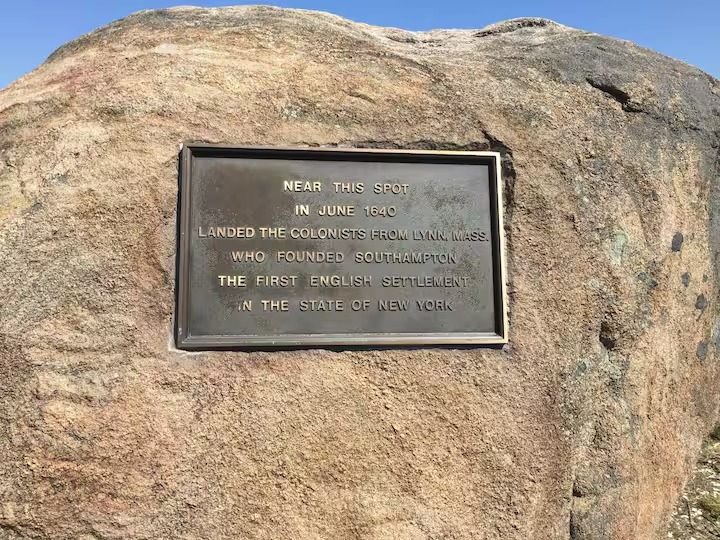 NEAR THIS SPOT
IN JUNE 1640
LANDED THE COLONISTS FROM LYNN, MASS.
WHO FOUNDED SOUTHAMPTON
THE FIRST ENGLISH SETTLEMENT
IN THE STATE OF NEW YORK